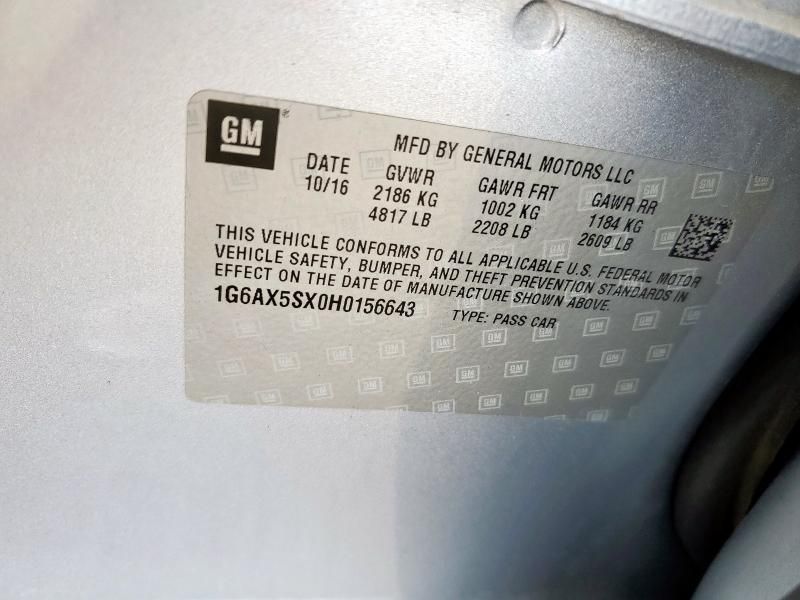 GM ®
MFD BY GENERAL MOTORS LLC
DATE GVWR GAWR FRT GAWR RR
10/16 2186 KG 1002 KG 1184 KG
4817 LB 2208 LB 2609 LB
THIS VEHICLE CONFORMS TO ALL APPLICABLE U.S. FEDERAL MOTOR
VEHICLE SAFETY, BUMPER, AND THEFT PREVENTION STANDARDS IN
EFFECT ON THE DATE OF MANUFACTURE SHOWN ABOVE.
1G6AX5SX0H0156643 TYPE: PASS CAR